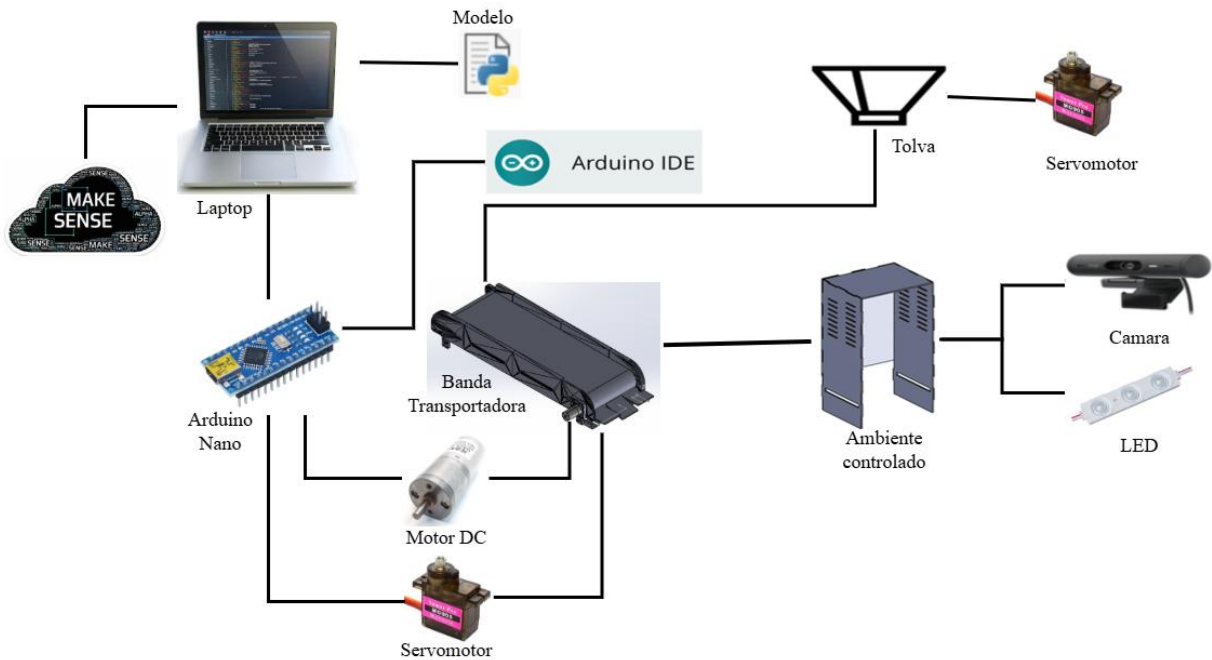 Modelo
Arduino IDE
Tolva
Servomotor
MAKE
SENSE
Laptop
Camara
Banda
Transportadora
Arduino
Nano
Ambiente
controlado
LED
Motor DC
Servomotor